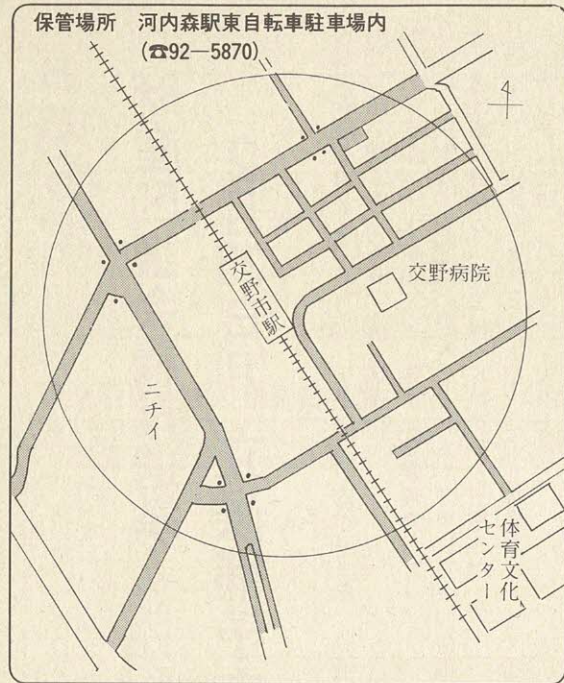 保管場所　河内森駅東自転車駐車場内
(☎92―5870)
交野市駅
交野病院
ニチイ
体育文化
センター